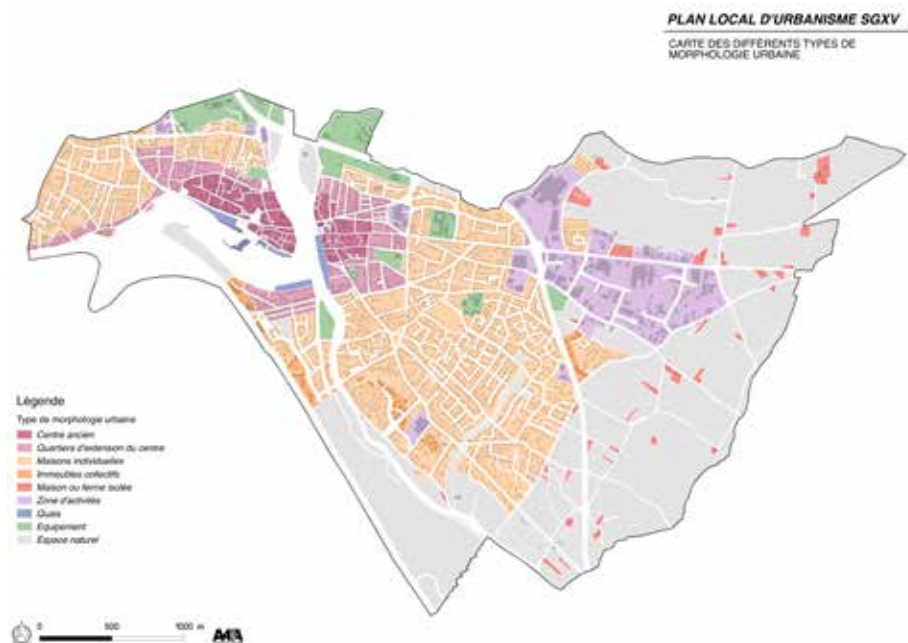 PLAN LOCAL D'URBANISME SGXV
CARTE DES DIFFÉRENTS TYPES DE
MORPHOLOGIE URBAINE
Légende
Type de morphologie urbaine
Centre ancien
Quartiers d'extension du centre
Maisons individuelles
Immeubles collectifs
Maison ou ferme isolée
Zone d'activités
Quais
Equipement
Espace naturel
0 500 1000 m